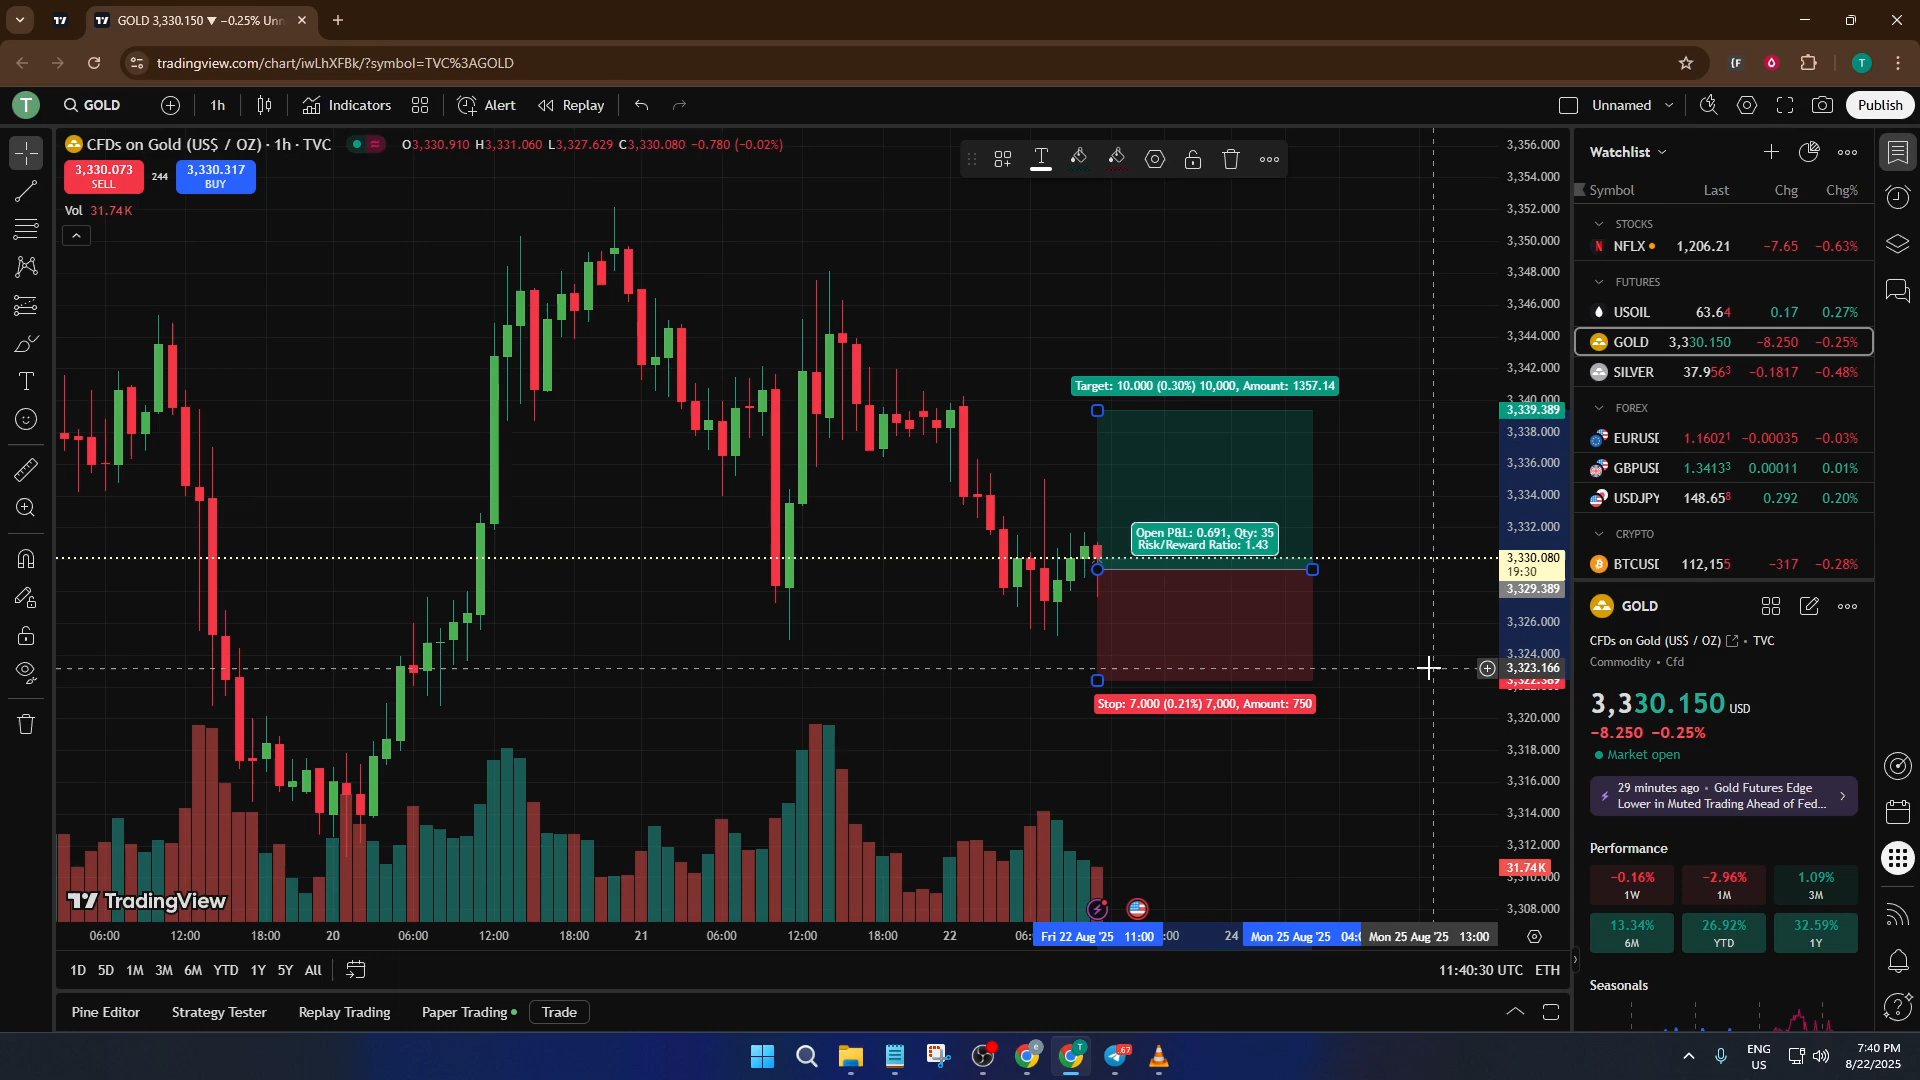 GOLD 3,330.150 ▼ −0.25% Unn
tradingview.com/chart/iwLhXFBk/?symbol=TVC%3AGOLD
T
T
GOLD
1h
Indicators
Alert
Replay
Unnamed
Publish
CFDs on Gold (US$ / OZ) · 1h · TVC
O3,330.910 H3,331.060 L3,327.629 C3,330.080 −0.780 (−0.02%)
3,330.073
SELL
244
3,330.317
BUY
Vol 31.74K
Target: 10.000 (0.30%) 10,000, Amount: 1357.14
Open P&L: 0.691, Qty: 35
Risk/Reward Ratio: 1.43
Stop: 7.000 (0.21%) 7,000, Amount: 750
3,356.000
3,354.000
3,352.000
3,350.000
3,348.000
3,346.000
3,344.000
3,342.000
3,340.000
3,339.389
3,338.000
3,336.000
3,334.000
3,332.000
3,330.080
19:30
3,329.389
3,326.000
3,324.000
3,323.166
3,322.389
3,320.000
3,318.000
3,316.000
3,314.000
3,312.000
31.74K
3,310.000
3,308.000
TradingView
06:00 12:00 18:00 20 06:00 12:00 18:00 21 06:00 12:00 18:00 22 06: Fri 22 Aug '25 11:00 :00 24 Mon 25 Aug '25 04:0 Mon 25 Aug '25 13:00
1D 5D 1M 3M 6M YTD 1Y 5Y All
11:40:30 UTC ETH
Pine Editor Strategy Tester Replay Trading Paper Trading Trade
Watchlist
Symbol Last Chg Chg%
STOCKS
NFLX 1,206.21 −7.65 −0.63%
FUTURES
USOIL 63.64 0.17 0.27%
GOLD 3,330.150 −8.250 −0.25%
SILVER 37.9563 −0.1817 −0.48%
FOREX
EURUSD 1.16021 −0.00035 −0.03%
GBPUSD 1.34133 0.00011 0.01%
USDJPY 148.658 0.292 0.20%
CRYPTO
BTCUSD 112,155 −317 −0.28%
GOLD
CFDs on Gold (US$ / OZ) • TVC
Commodity • Cfd
3,330.150 USD
−8.250 −0.25%
Market open
29 minutes ago • Gold Futures Edge
Lower in Muted Trading Ahead of Fed...
Performance
−0.16% −2.96% 1.09%
1W 1M 3M
13.34% 26.92% 32.59%
6M YTD 1Y
Seasonals
67
ENG
US
7:40 PM
8/22/2025